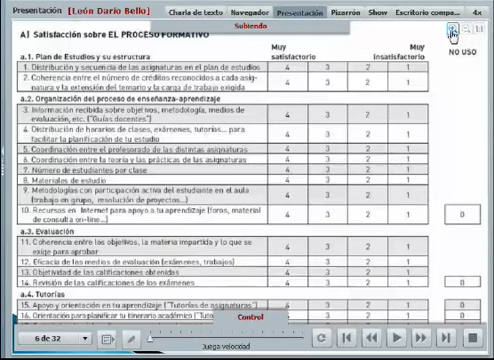 Presentación [León Darío Bello] Charla de texto Navegador Presentación Pizarrón Show Escritorio compa... 4x
Subiendo
A) Satisfacción sobre EL PROCESO FORMATIVO
Muy satisfactorio Muy Insatisfactorio NO USO
a.1. Plan de Estudios y su estructura
1. Distribución y secuencia de las asignaturas en el plan de estudios 4 3 2 1
2. Coherencia entre el número de créditos reconocidos a cada asig-
natura y la extensión del temario y la carga de trabajo exigida 4 3 2 1
a.2. Organización del proceso de enseñanza-aprendizaje
3. Información recibida sobre objetivos, metodología, medios de
evaluación, etc. ("Guías docentes") 4 3 2 1
4. Distribución de horarios de clases, exámenes, tutorías... para
facilitar la planificación de tu estudio 4 3 2 1
5. Coordinación entre el profesorado de las distintas asignaturas 4 3 2 1
6. Coordinación entre la teoría y las prácticas de las asignaturas 4 3 2 1
7. Número de estudiantes por clase 4 3 2 1
8. Materiales de estudio 4 3 2 1
9. Metodologías con participación activa del estudiante en el aula
(trabajo en grupo, resolución de proyectos...) 4 3 2 1
10. Recursos en Internet para apoyo a tu aprendizaje (foros, material
de consulta on-line...) 4 3 2 1 0
a.3. Evaluación
11. Coherencia entre los objetivos, la materia impartida y lo que se
exige para aprobar 4 3 2 1
12. Eficacia de los medios de evaluación (exámenes, trabajos) 4 3 2 1
13. Objetividad de las calificaciones obtenidas 4 3 2 1
14. Revisión de las calificaciones de los exámenes 4 3 2 1 0
a.4. Tutorías
15. Apoyo y orientación en tu aprendizaje ("Tutorías de asignaturas") 4 3 2 1 0
16. Orientación para planificar tu itinerario académico ("Tutorías 4 3 2 1 0
Control
6 de 32
Juega velocidad